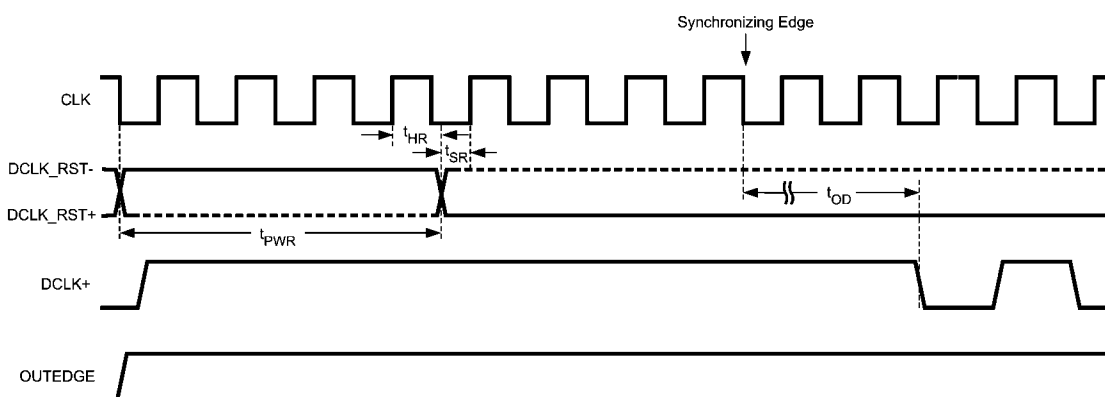 Synchronizing Edge
CLK
tHR
tSR
DCLK_RST-
tOD
DCLK_RST+
tPWR
DCLK+
OUTEDGE